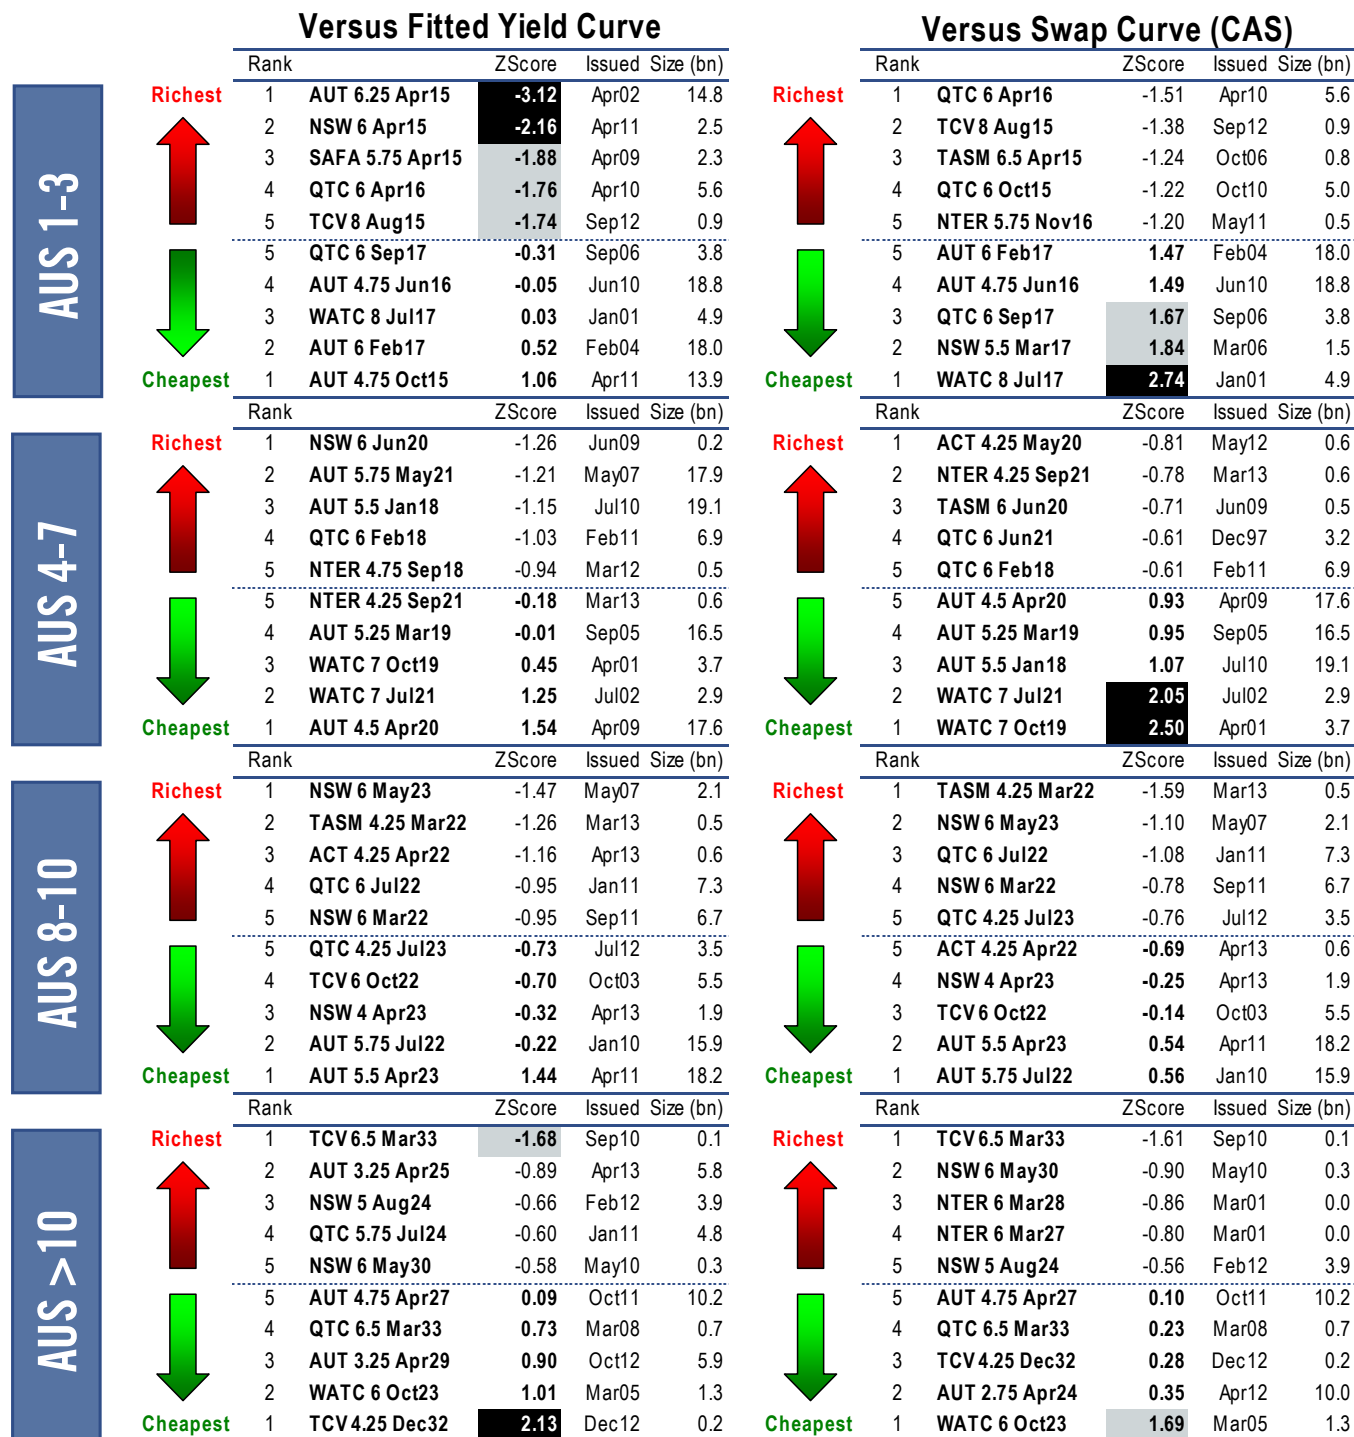 Versus Fitted Yield Curve Versus Swap Curve (CAS)
Rank ZScore Issued Size (bn) Rank ZScore Issued Size (bn)
AUS 1-3
Richest 1 AUT 6.25 Apr15 -3.12 Apr02 14.8 Richest 1 QTC 6 Apr16 -1.51 Apr10 5.6
2 NSW 6 Apr15 -2.16 Apr11 2.5 2 TCV 8 Aug15 -1.38 Sep12 0.9
3 SAFA 5.75 Apr15 -1.88 Apr09 2.3 3 TASM 6.5 Apr15 -1.24 Oct06 0.8
4 QTC 6 Apr16 -1.76 Apr10 5.6 4 QTC 6 Oct15 -1.22 Oct10 5.0
5 TCV 8 Aug15 -1.74 Sep12 0.9 5 NTER 5.75 Nov16 -1.20 May11 0.5
5 QTC 6 Sep17 -0.31 Sep06 3.8 5 AUT 6 Feb17 1.47 Feb04 18.0
4 AUT 4.75 Jun16 -0.05 Jun10 18.8 4 AUT 4.75 Jun16 1.49 Jun10 18.8
3 WATC 8 Jul17 0.03 Jan01 4.9 3 QTC 6 Sep17 1.67 Sep06 3.8
2 AUT 6 Feb17 0.52 Feb04 18.0 2 NSW 5.5 Mar17 1.84 Mar06 1.5
Cheapest 1 AUT 4.75 Oct15 1.06 Apr11 13.9 Cheapest 1 WATC 8 Jul17 2.74 Jan01 4.9
Rank ZScore Issued Size (bn) Rank ZScore Issued Size (bn)
AUS 4-7
Richest 1 NSW 6 Jun20 -1.26 Jun09 0.2 Richest 1 ACT 4.25 May20 -0.81 May12 0.6
2 AUT 5.75 May21 -1.21 May07 17.9 2 NTER 4.25 Sep21 -0.78 Mar13 0.6
3 AUT 5.5 Jan18 -1.15 Jul10 19.1 3 TASM 6 Jun20 -0.71 Jun09 0.5
4 QTC 6 Feb18 -1.03 Feb11 6.9 4 QTC 6 Jun21 -0.61 Dec97 3.2
5 NTER 4.75 Sep18 -0.94 Mar12 0.5 5 QTC 6 Feb18 -0.61 Feb11 6.9
5 NTER 4.25 Sep21 -0.18 Mar13 0.6 5 AUT 4.5 Apr20 0.93 Apr09 17.6
4 AUT 5.25 Mar19 -0.01 Sep05 16.5 4 AUT 5.25 Mar19 0.95 Sep05 16.5
3 WATC 7 Oct19 0.45 Apr01 3.7 3 AUT 5.5 Jan18 1.07 Jul10 19.1
2 WATC 7 Jul21 1.25 Jul02 2.9 2 WATC 7 Jul21 2.05 Jul02 2.9
Cheapest 1 AUT 4.5 Apr20 1.54 Apr09 17.6 Cheapest 1 WATC 7 Oct19 2.50 Apr01 3.7
Rank ZScore Issued Size (bn) Rank ZScore Issued Size (bn)
AUS 8-10
Richest 1 NSW 6 May23 -1.47 May07 2.1 Richest 1 TASM 4.25 Mar22 -1.59 Mar13 0.5
2 TASM 4.25 Mar22 -1.26 Mar13 0.5 2 NSW 6 May23 -1.10 May07 2.1
3 ACT 4.25 Apr22 -1.16 Apr13 0.6 3 QTC 6 Jul22 -1.08 Jan11 7.3
4 QTC 6 Jul22 -0.95 Jan11 7.3 4 NSW 6 Mar22 -0.78 Sep11 6.7
5 NSW 6 Mar22 -0.95 Sep11 6.7 5 QTC 4.25 Jul23 -0.76 Jul12 3.5
5 QTC 4.25 Jul23 -0.73 Jul12 3.5 5 ACT 4.25 Apr22 -0.69 Apr13 0.6
4 TCV 6 Oct22 -0.70 Oct03 5.5 4 NSW 4 Apr23 -0.25 Apr13 1.9
3 NSW 4 Apr23 -0.32 Apr13 1.9 3 TCV 6 Oct22 -0.14 Oct03 5.5
2 AUT 5.75 Jul22 -0.22 Jan10 15.9 2 AUT 5.5 Apr23 0.54 Apr11 18.2
Cheapest 1 AUT 5.5 Apr23 1.44 Apr11 18.2 Cheapest 1 AUT 5.75 Jul22 0.56 Jan10 15.9
Rank ZScore Issued Size (bn) Rank ZScore Issued Size (bn)
AUS >10
Richest 1 TCV 6.5 Mar33 -1.68 Sep10 0.1 Richest 1 TCV 6.5 Mar33 -1.61 Sep10 0.1
2 AUT 3.25 Apr25 -0.89 Apr13 5.8 2 NSW 6 May30 -0.90 May10 0.3
3 NSW 5 Aug24 -0.66 Feb12 3.9 3 NTER 6 Mar28 -0.86 Mar01 0.0
4 QTC 5.75 Jul24 -0.60 Jan11 4.8 4 NTER 6 Mar27 -0.80 Mar01 0.0
5 NSW 6 May30 -0.58 May10 0.3 5 NSW 5 Aug24 -0.56 Feb12 3.9
5 AUT 4.75 Apr27 0.09 Oct11 10.2 5 AUT 4.75 Apr27 0.10 Oct11 10.2
4 QTC 6.5 Mar33 0.73 Mar08 0.7 4 QTC 6.5 Mar33 0.23 Mar08 0.7
3 AUT 3.25 Apr29 0.90 Oct12 5.9 3 TCV 4.25 Dec32 0.28 Dec12 0.2
2 WATC 6 Oct23 1.01 Mar05 1.3 2 AUT 2.75 Apr24 0.35 Apr12 10.0
Cheapest 1 TCV 4.25 Dec32 2.13 Dec12 0.2 Cheapest 1 WATC 6 Oct23 1.69 Mar05 1.3